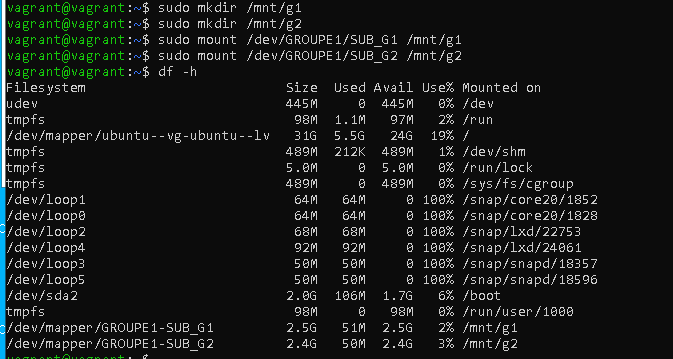 vagrant@vagrant:~$ sudo mkdir /mnt/g1
vagrant@vagrant:~$ sudo mkdir /mnt/g2
vagrant@vagrant:~$ sudo mount /dev/GROUPE1/SUB_G1 /mnt/g1
vagrant@vagrant:~$ sudo mount /dev/GROUPE1/SUB_G2 /mnt/g2
vagrant@vagrant:~$ df -h
Filesystem Size Used Avail Use% Mounted on
udev 445M 0 445M 0% /dev
tmpfs 98M 1.1M 97M 2% /run
/dev/mapper/ubuntu--vg-ubuntu--lv 31G 5.5G 24G 19% /
tmpfs 489M 212K 489M 1% /dev/shm
tmpfs 5.0M 0 5.0M 0% /run/lock
tmpfs 489M 0 489M 0% /sys/fs/cgroup
/dev/loop1 64M 64M 0 100% /snap/core20/1852
/dev/loop0 64M 64M 0 100% /snap/core20/1828
/dev/loop2 68M 68M 0 100% /snap/lxd/22753
/dev/loop4 92M 92M 0 100% /snap/lxd/24061
/dev/loop3 50M 50M 0 100% /snap/snapd/18357
/dev/loop5 50M 50M 0 100% /snap/snapd/18596
/dev/sda2 2.0G 106M 1.7G 6% /boot
tmpfs 98M 0 98M 0% /run/user/1000
/dev/mapper/GROUPE1-SUB_G1 2.5G 51M 2.5G 2% /mnt/g1
/dev/mapper/GROUPE1-SUB_G2 2.4G 50M 2.4G 3% /mnt/g2
vagrant@vagrant:~$